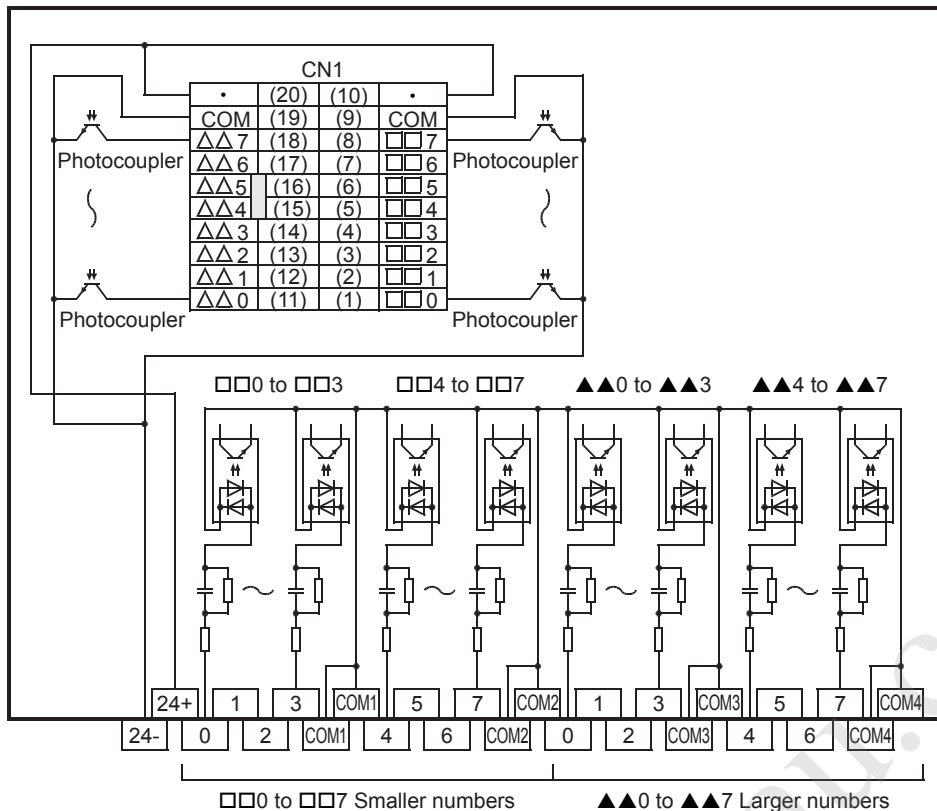 CN1
• (20) (10) •
COM (19) (9) COM
△△7 (18) (8) □□7
△△6 (17) (7) □□6
△△5 (16) (6) □□5
△△4 (15) (5) □□4
△△3 (14) (4) □□3
△△2 (13) (3) □□2
△△1 (12) (2) □□1
△△0 (11) (1) □□0
Photocoupler Photocoupler
Photocoupler Photocoupler
□□0 to □□3 □□4 to □□7 ▲▲0 to ▲▲3 ▲▲4 to ▲▲7
24+ 1 3 COM1 5 7 COM2 1 3 COM3 5 7 COM4
24- 0 2 COM1 4 6 COM2 0 2 COM3 4 6 COM4
□□0 to □□7 Smaller numbers ▲▲0 to ▲▲7 Larger numbers